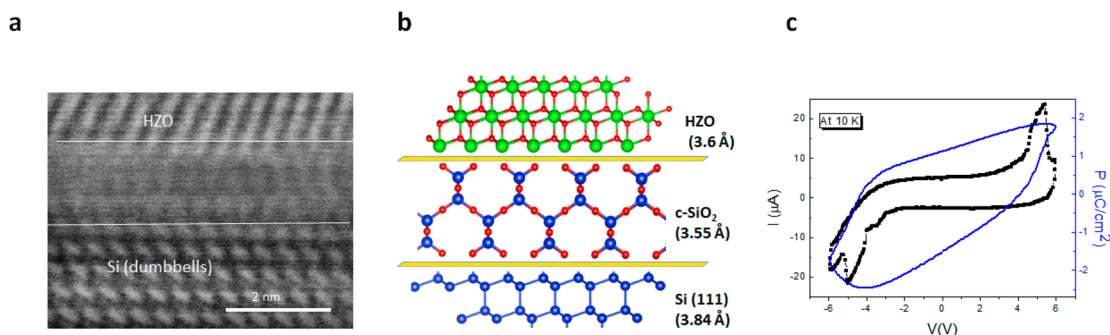 a
b
c
HZO
Si (dumbbells)
2 nm
HZO
(3.6 Å)
c-SiO₂
(3.55 Å)
Si (111)
(3.84 Å)
At 10 K
20
10
0
-10
-20
I (µA)
-6
-4
-2
0
2
4
6
V(V)
2
1
0
-1
-2
P (µC/cm2)